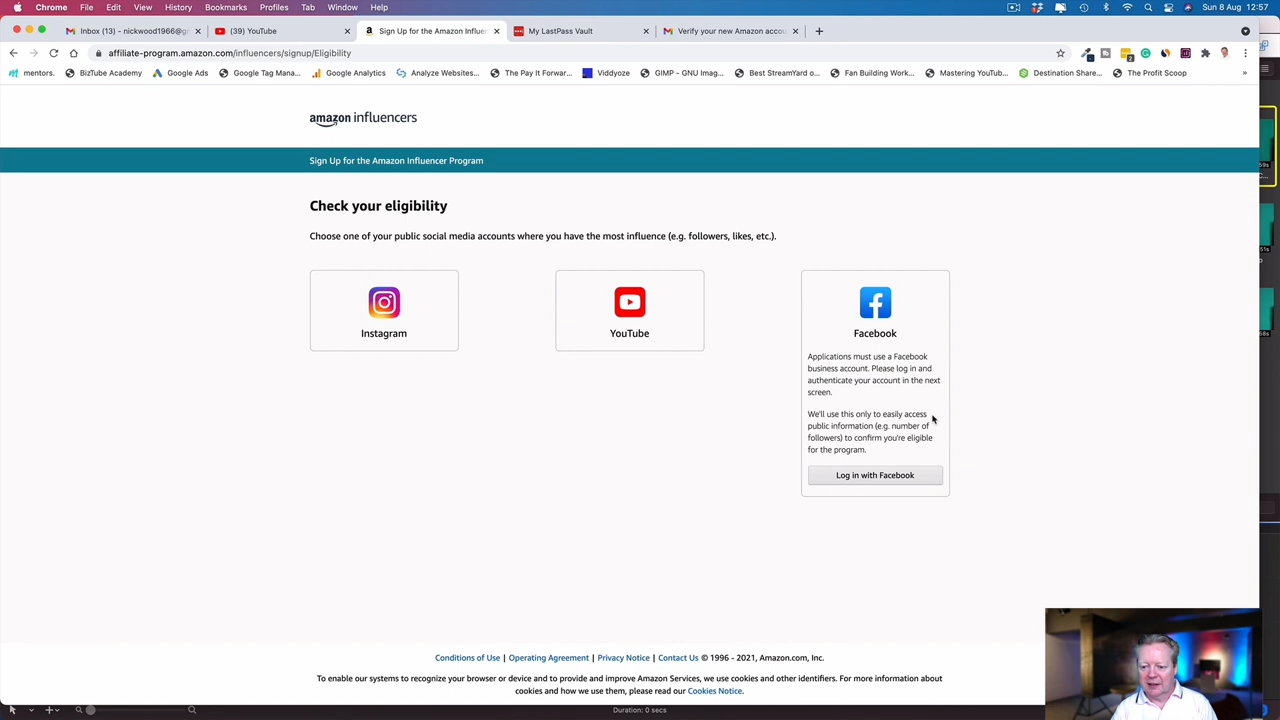 Chrome File Edit View History Bookmarks Profiles Tab Window Help
Sun 8 Aug 12:57
Inbox (13) - nickwood1966@gm
(39) YouTube
Sign Up for the Amazon Influen
My LastPass Vault
Verify your new Amazon accou
affiliate-program.amazon.com/influencers/signup/Eligibility
mentors. BizTube Academy Google Ads Google Tag Mana... Google Analytics Analyze Websites... The Pay It Forwar... Viddyoze GIMP - GNU Imag... Best StreamYard o... Fan Building Work... Mastering YouTub... Destination Share... The Profit Scoop »
amazon influencers
Sign Up for the Amazon Influencer Program
Check your eligibility
Choose one of your public social media accounts where you have the most influence (e.g. followers, likes, etc.).
Instagram
YouTube
Facebook
Applications must use a Facebook
business account. Please log in and
authenticate your account in the next
screen.
We'll use this only to easily access
public information (e.g. number of
followers) to confirm you're eligible
for the program.
Log in with Facebook
Conditions of Use | Operating Agreement | Privacy Notice | Contact Us © 1996 - 2021, Amazon.com, Inc.
To enable our systems to recognize your browser or device and to provide and improve Amazon Services, we use cookies and other identifiers. For more information about
cookies and how we use them, please read our Cookies Notice.
Duration: 0 secs